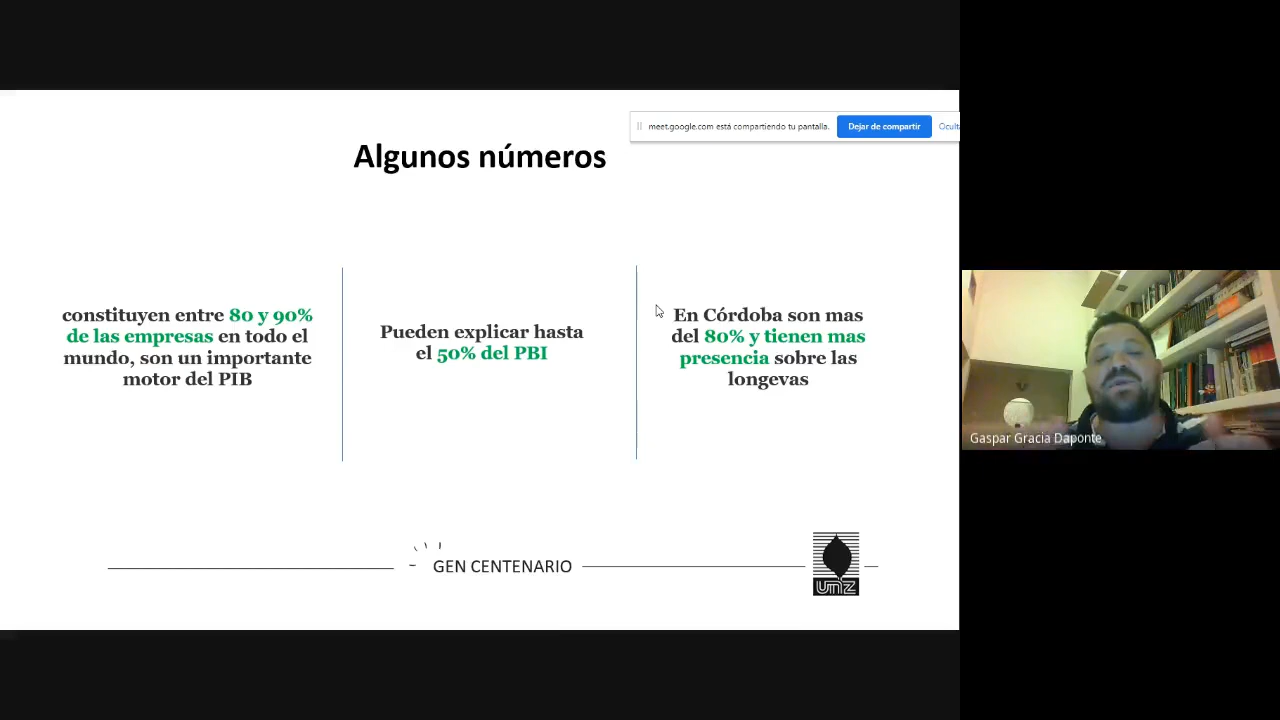 meet.google.com está compartiendo tu pantalla.
Dejar de compartir
Algunos números
constituyen entre 80 y 90%
de las empresas en todo el
mundo, son un importante
motor del PIB
Pueden explicar hasta
el 50% del PBI
En Córdoba son mas
del 80% y tienen mas
presencia sobre las
longevas
Gaspar Gracia Daponte
GEN CENTENARIO